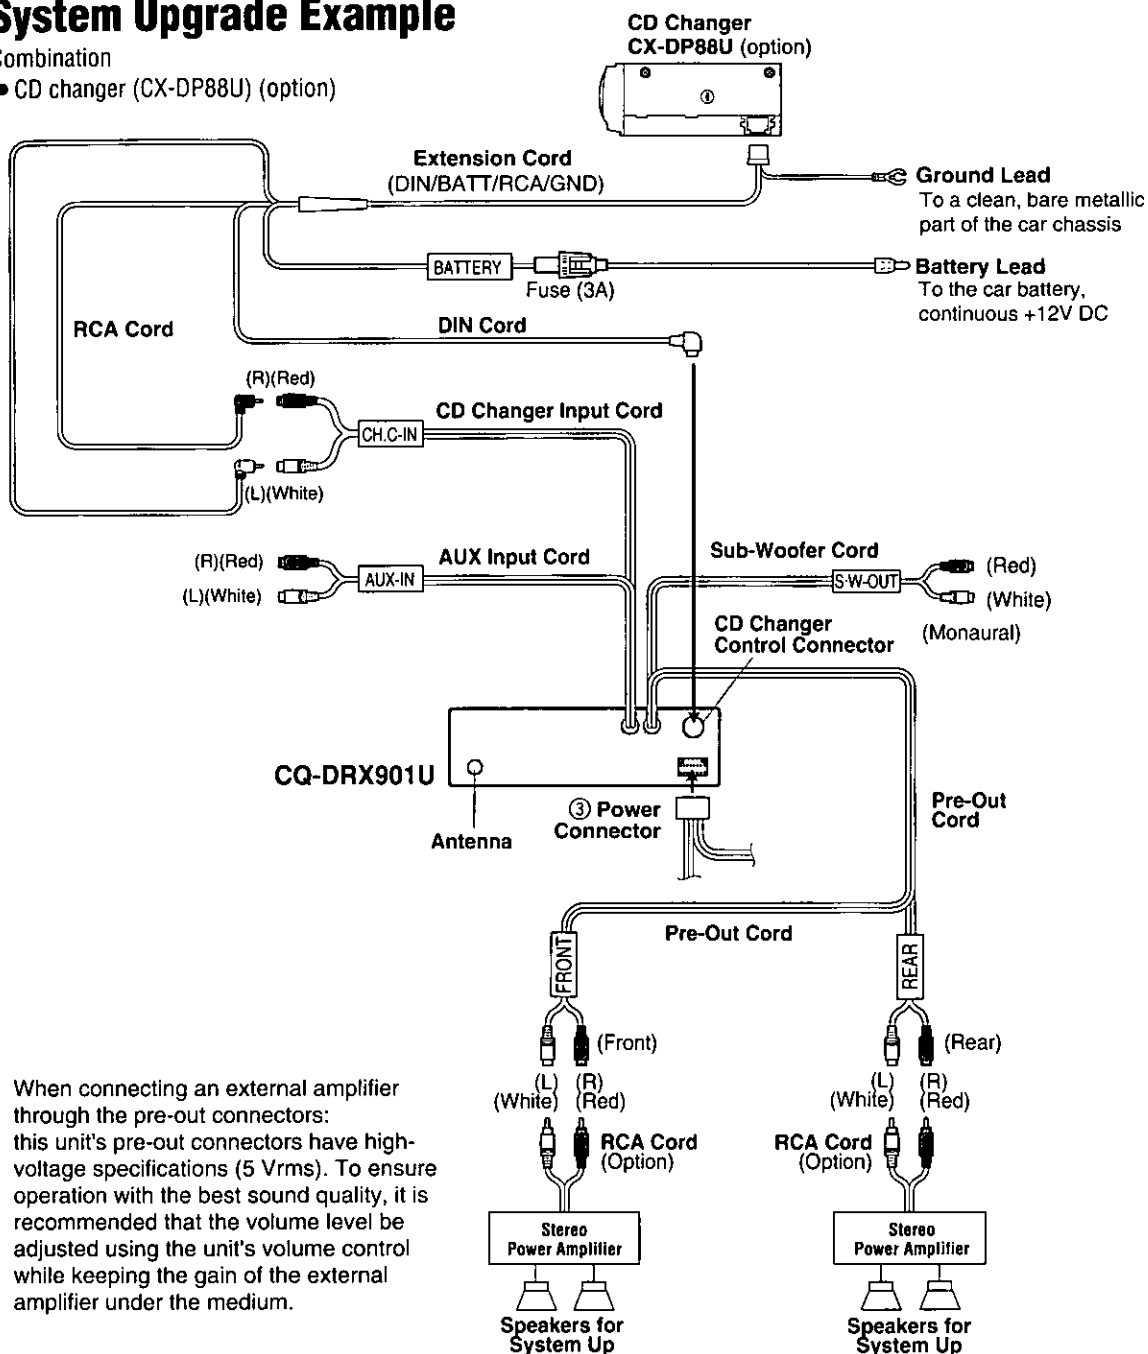 System Upgrade Example
Combination
● CD changer (CX-DP88U) (option)
CD Changer
CX-DP88U (option)
Extension Cord
(DIN/BATT/RCA/GND)
Ground Lead
To a clean, bare metallic
part of the car chassis
BATTERY
Fuse (3A)
Battery Lead
To the car battery,
continuous +12V DC
RCA Cord
DIN Cord
(R)(Red)
CD Changer Input Cord
CH.C-IN
(L)(White)
(R)(Red)
(L)(White)
AUX Input Cord
AUX-IN
Sub-Woofer Cord
S·W-OUT
(Red)
(White)
(Monaural)
CD Changer
Control Connector
CQ-DRX901U
Antenna
③ Power
Connector
Pre-Out
Cord
Pre-Out Cord
FRONT
REAR
(Front)
(Rear)
(L) (R)
(White) (Red)
(L) (R)
(White) (Red)
RCA Cord
(Option)
RCA Cord
(Option)
Stereo
Power Amplifier
Stereo
Power Amplifier
Speakers for
System Up
Speakers for
System Up
When connecting an external amplifier
through the pre-out connectors:
this unit's pre-out connectors have high-
voltage specifications (5 Vrms). To ensure
operation with the best sound quality, it is
recommended that the volume level be
adjusted using the unit's volume control
while keeping the gain of the external
amplifier under the medium.